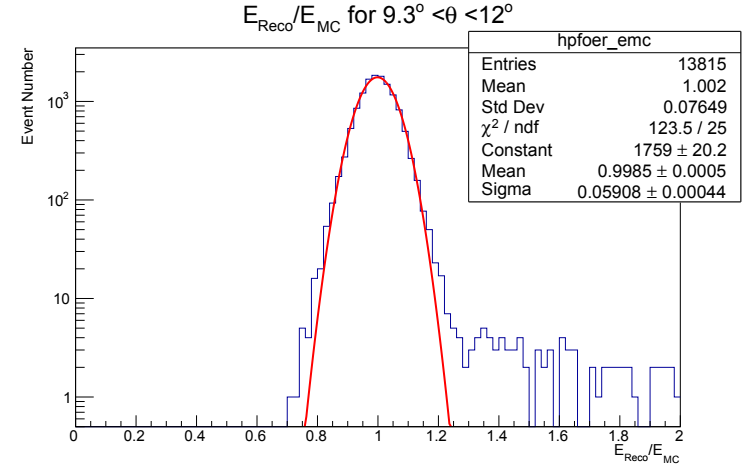 E_Reco/E_MC for 9.3° <θ <12°
hpfoer_emc
Entries 13815
Mean 1.002
Std Dev 0.07649
χ² / ndf 123.5 / 25
Constant 1759 ± 20.2
Mean 0.9985 ± 0.0005
Sigma 0.05908 ± 0.00044
Event Number
10³
10²
10
1
0 0.2 0.4 0.6 0.8 1 1.2 1.4 1.6 1.8 2
E_Reco/E_MC